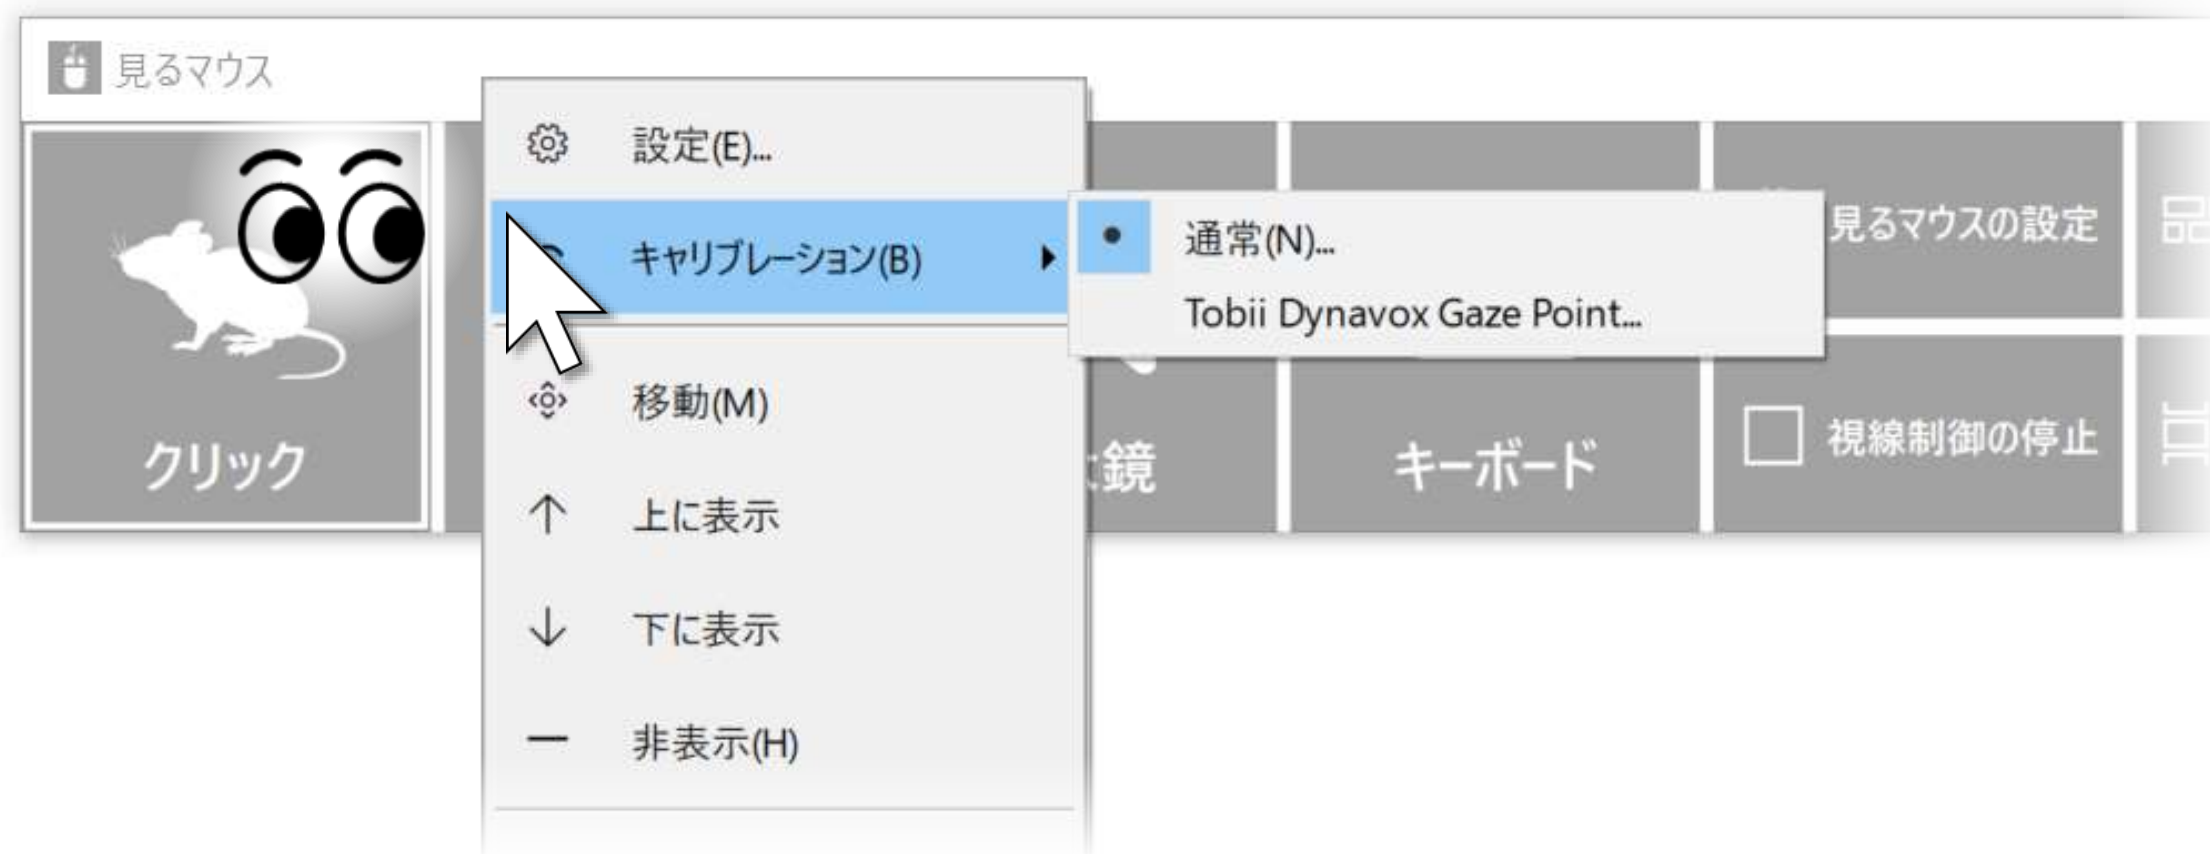 見るマウス
設定(E)...
キャリブレーション(B)
通常(N)...
Tobii Dynavox Gaze Point...
移動(M)
上に表示
下に表示
非表示(H)
クリック
鏡
キーボード
見るマウスの設定
視線制御の停止